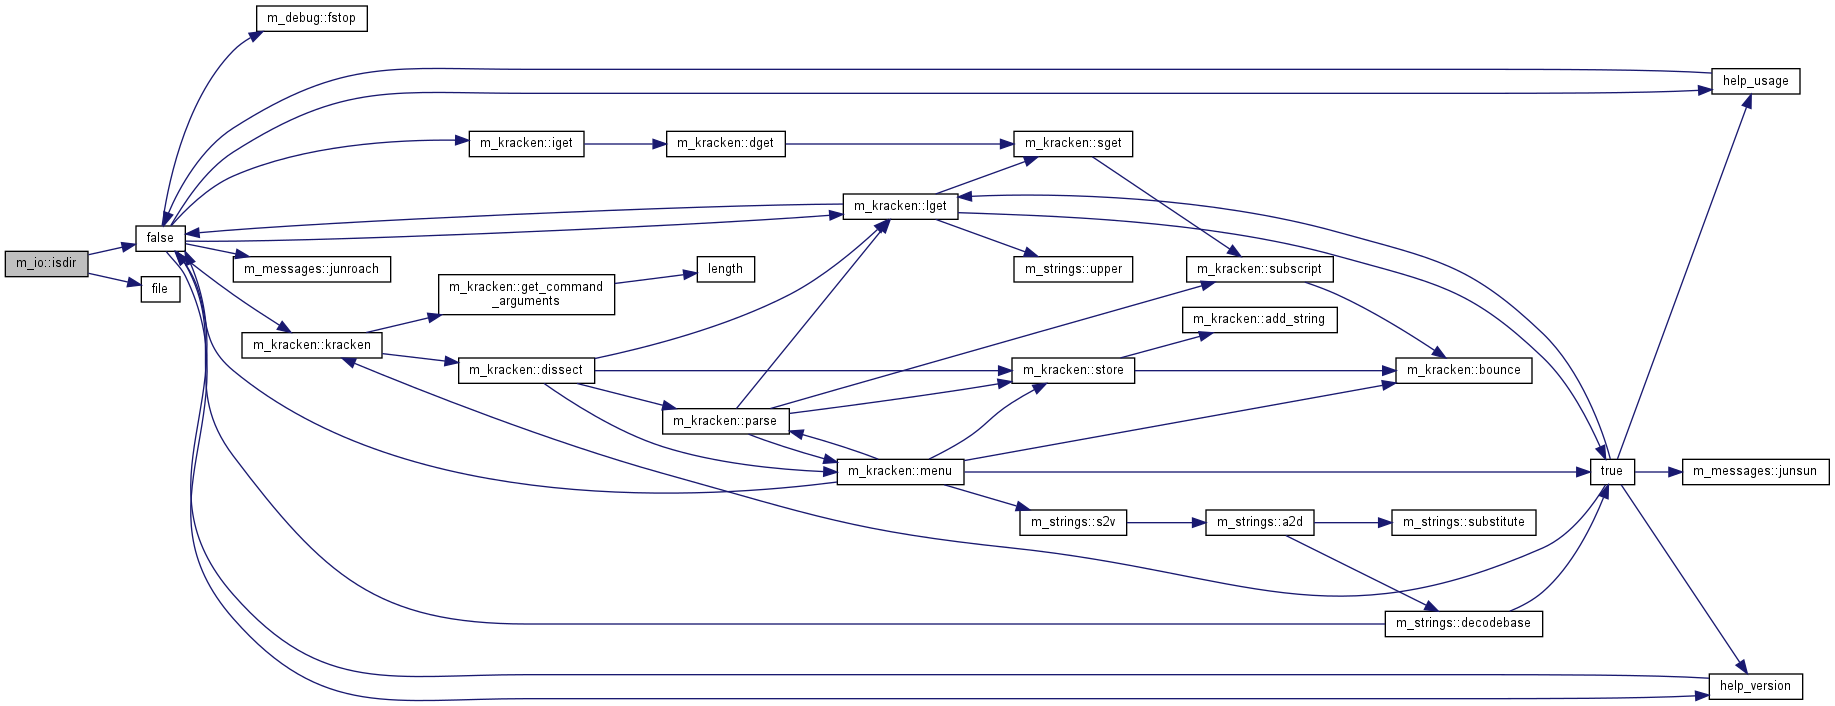 m_debug::fstop
help_usage
m_kracken::iget
m_kracken::dget
m_kracken::sget
m_kracken::lget
false
m_io::isdir
m_messages::junroach
file
m_kracken::get_command
_arguments
length
m_strings::upper
m_kracken::subscript
m_kracken::add_string
m_kracken::kracken
m_kracken::dissect
m_kracken::store
m_kracken::bounce
m_kracken::parse
m_kracken::menu
true
m_messages::junsun
m_strings::s2v
m_strings::a2d
m_strings::substitute
m_strings::decodebase
help_version